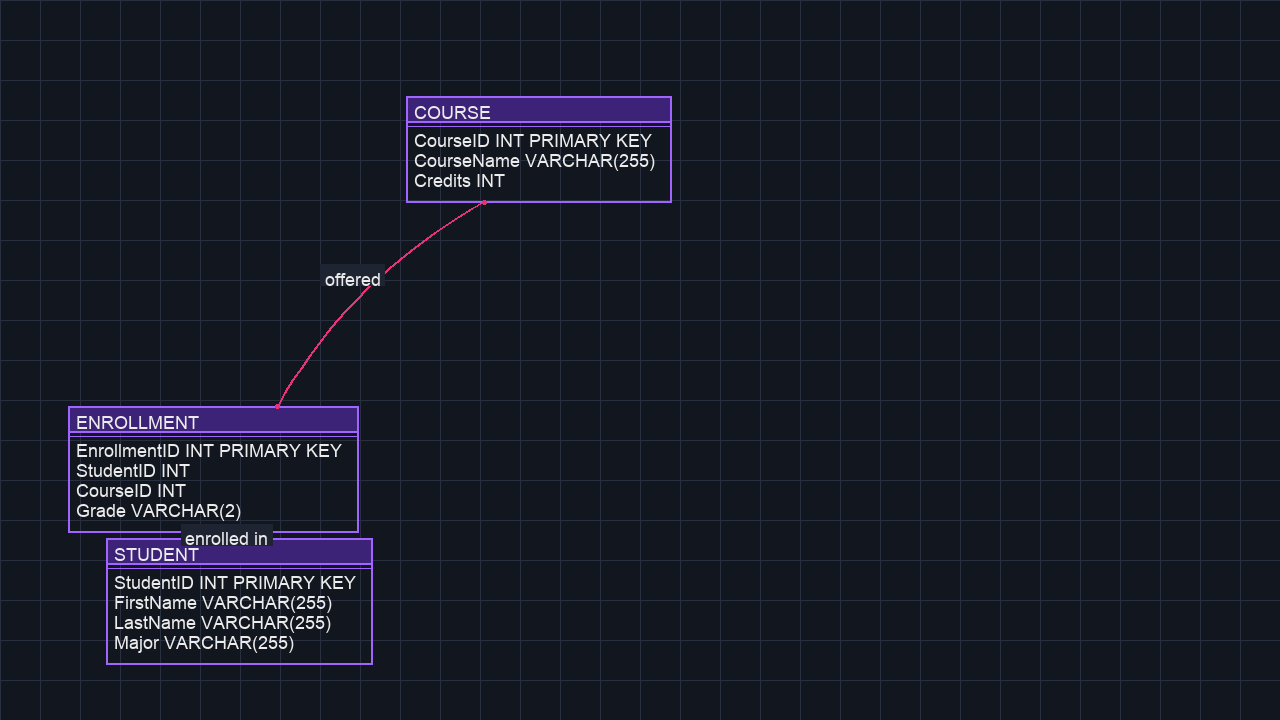 COURSE
CourseID INT PRIMARY KEY
CourseName VARCHAR(255)
Credits INT
offered
ENROLLMENT
EnrollmentID INT PRIMARY KEY
StudentID INT
CourseID INT
Grade VARCHAR(2)
enrolled in
STUDENT
StudentID INT PRIMARY KEY
FirstName VARCHAR(255)
LastName VARCHAR(255)
Major VARCHAR(255)